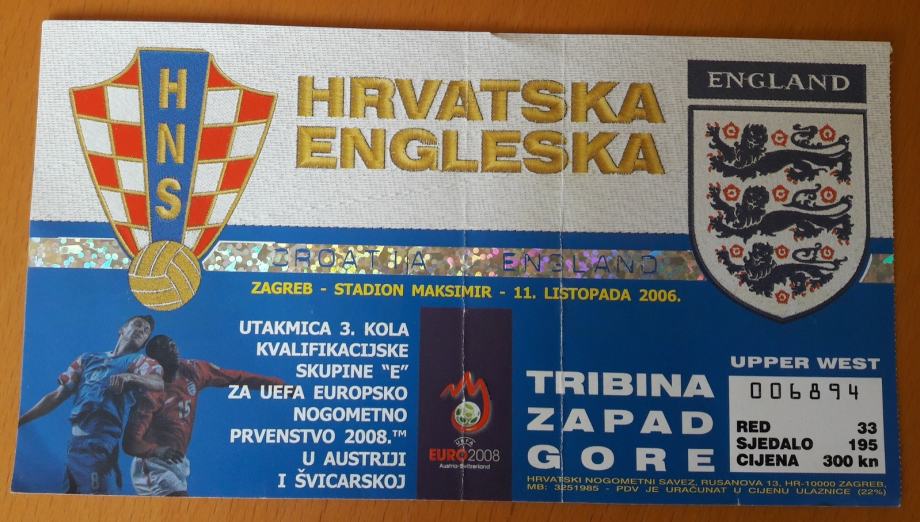 HNS
HRVATSKA
ENGLESKA
ENGLAND
CROATIA - ENGLAND
ZAGREB - STADION MAKSIMIR - 11. LISTOPADA 2006.
UTAKMICA 3. KOLA
KVALIFIKACIJSKE
SKUPINE "E"
ZA UEFA EUROPSKO
NOGOMETNO
PRVENSTVO 2008.™
U AUSTRIJI
I ŠVICARSKOJ
8
15
UEFA
EURO2008
Austria-Switzerland
TRIBINA
ZAPAD
GORE
UPPER WEST
006894
RED 33
SJEDALO 195
CIJENA 300 kn
HRVATSKI NOGOMETNI SAVEZ, RUSANOVA 13, HR-10000 ZAGREB,
MB: 3251985 - PDV JE URAČUNAT U CIJENU ULAZNICE (22%)